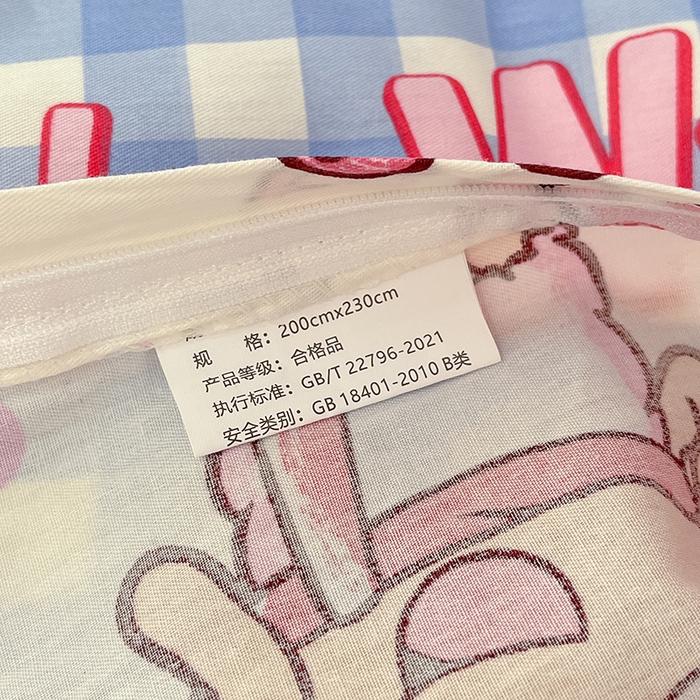 W
规 格：200cmx230cm
产品等级：合格品
执行标准：GB/T 22796-2021
安全类别：GB 18401-2010 B类